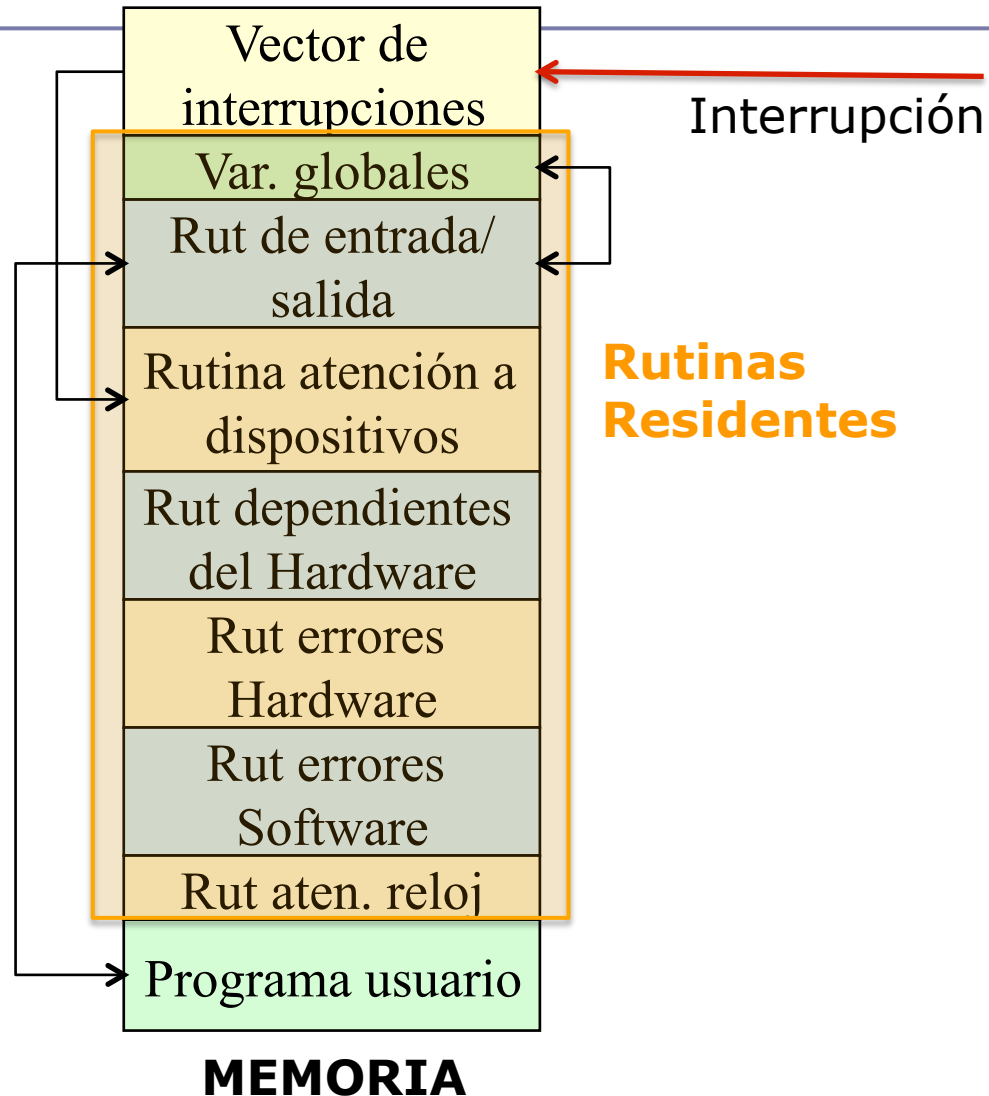 Vector de
interrupciones
Interrupción
Var. globales
Rut de entrada/
salida
Rutina atención a
dispositivos
Rutinas
Residentes
Rut dependientes
del Hardware
Rut errores
Hardware
Rut errores
Software
Rut aten. reloj
Programa usuario
MEMORIA